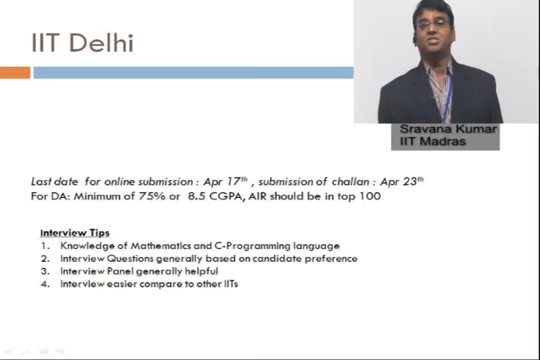 IIT Delhi
Sravana Kumar
IIT Madras
Last date for online submission : Apr 17th , submission of challan : Apr 23th
For DA: Minimum of 75% or 8.5 CGPA, AIR should be in top 100
Interview Tips
1. Knowledge of Mathematics and C-Programming language
2. Interview Questions generally based on candidate preference
3. Interview Panel generally helpful
4. Interview easier compare to other IITs